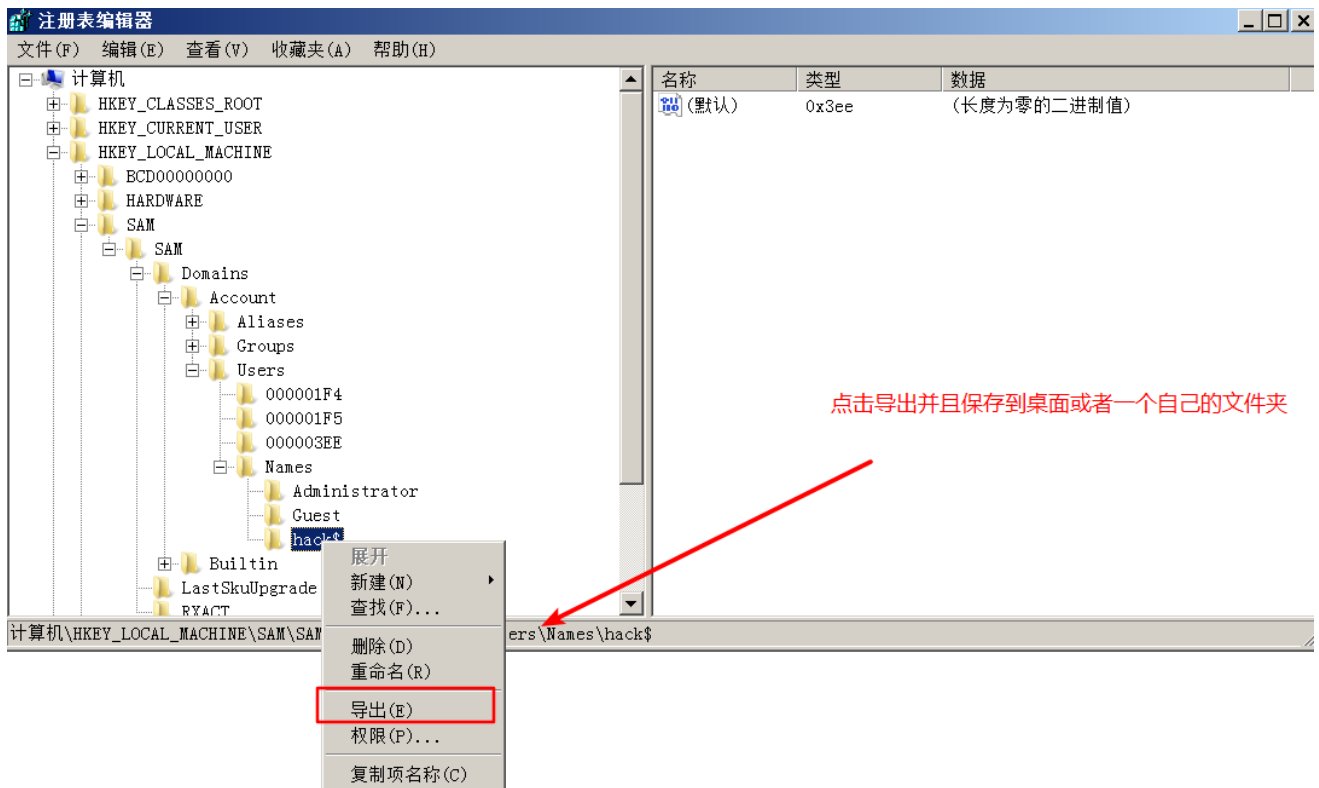 注册表编辑器
文件(F) 编辑(E) 查看(V) 收藏夹(A) 帮助(H)
计算机
HKEY_CLASSES_ROOT
HKEY_CURRENT_USER
HKEY_LOCAL_MACHINE
BCD00000000
HARDWARE
SAM
SAM
Domains
Account
Aliases
Groups
Users
000001F4
000001F5
000003EE
Names
Administrator
Guest
hack$
Builtin
LastSkuUpgrade
RXACT
名称 类型 数据
(默认) 0x3ee (长度为零的二进制值)
点击导出并且保存到桌面或者一个自己的文件夹
展开
新建(N)
查找(F)...
删除(D)
重命名(R)
导出(E)
权限(P)...
复制项名称(C)
计算机\HKEY_LOCAL_MACHINE\SAM\SAM ers\Names\hack$